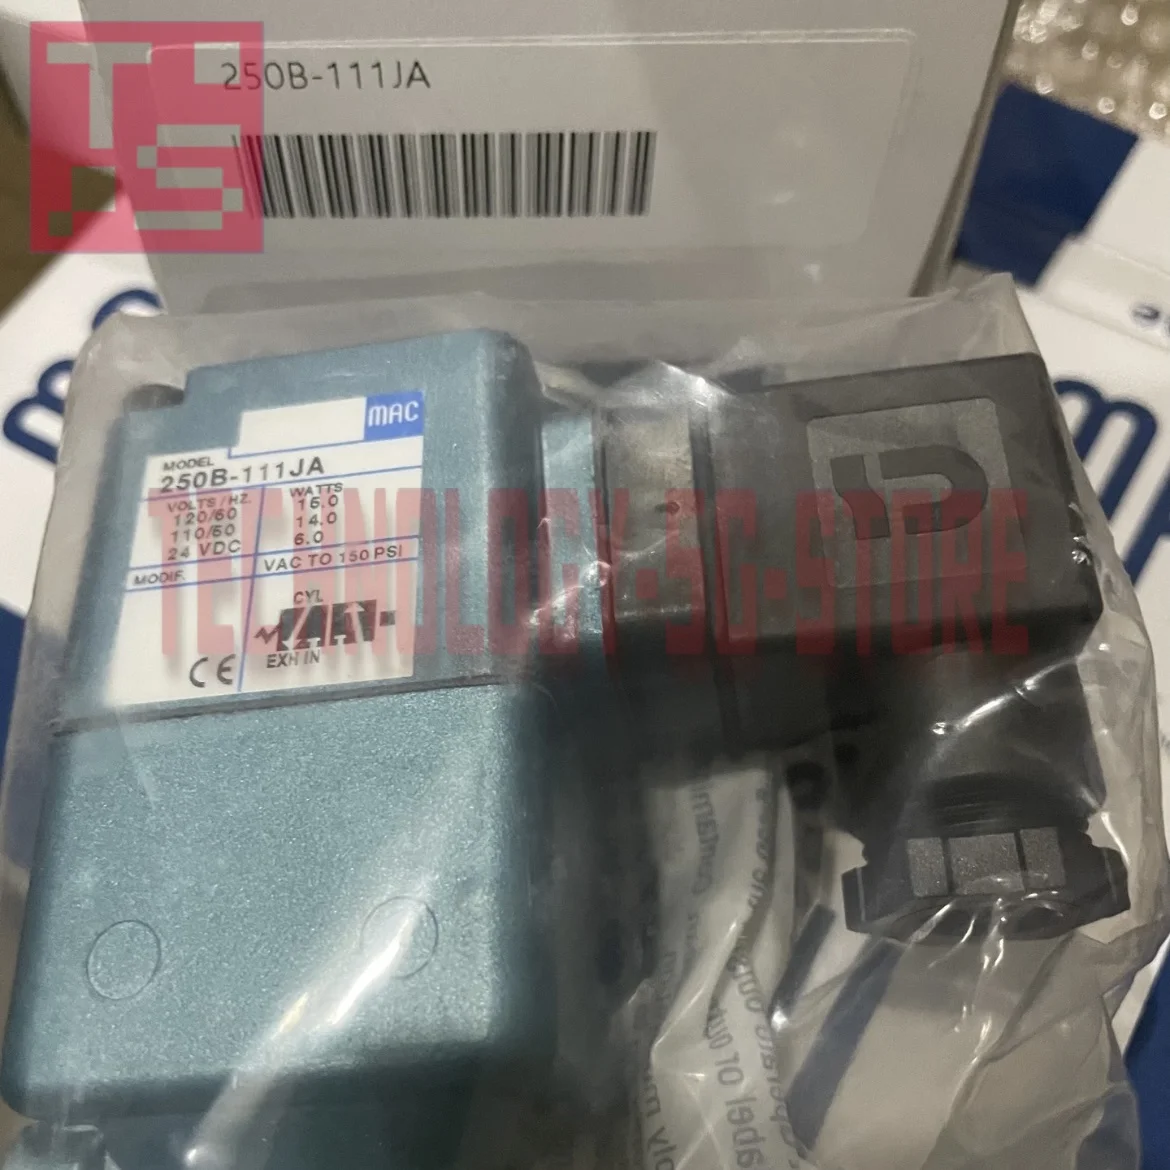 250B-111JA
MAC
MODEL
250B-111JA
VOLTS/HZ. WATTS
120/60 16.0
110/50 14.0
24 VDC 6.0
MODIF. VAC TO 150 PSI
CYL
EXH IN
CE
TECHNOLOGY-SG-STORE